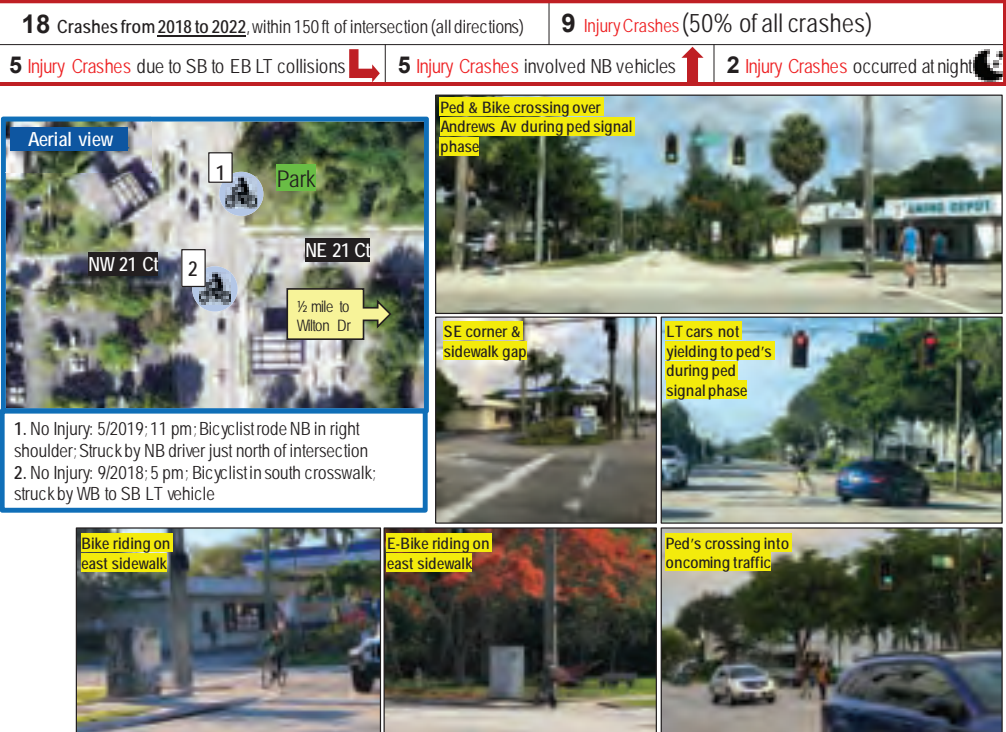 18 Crashes from 2018 to 2022, within 150 ft of intersection (all directions)
9 Injury Crashes (50% of all crashes)
5 Injury Crashes due to SB to EB LT collisions
5 Injury Crashes involved NB vehicles
2 Injury Crashes occurred at night
Aerial view
1
Park
NW 21 Ct
2
NE 21 Ct
½ mile to
Wilton Dr
1. No Injury: 5/2019; 11 pm; Bicyclist rode NB in right
shoulder; Struck by NB driver just north of intersection
2. No Injury: 9/2018; 5 pm; Bicyclist in south crosswalk;
struck by WB to SB LT vehicle
Ped & Bike crossing over
Andrews Av during ped signal
phase
DEPOT
SE corner &
sidewalk gap
LT cars not
yielding to ped's
during ped
signal phase
Bike riding on
east sidewalk
E-Bike riding on
east sidewalk
Ped's crossing into
oncoming traffic